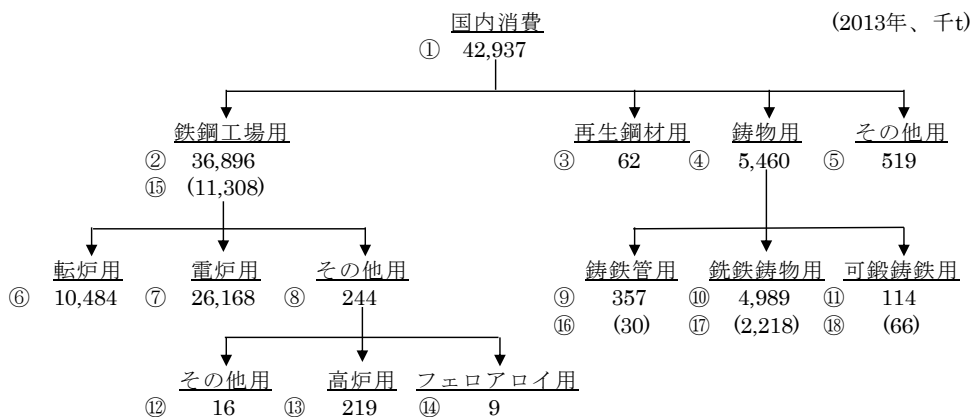 国内消費 (2013年、千t)
① 42,937
鉄鋼工場用 再生鋼材用 鋳物用 その他用
② 36,896 ③ 62 ④ 5,460 ⑤ 519
⑮ (11,308)
転炉用 電炉用 その他用 鋳鉄管用 銑鉄鋳物用 可鍛鋳鉄用
⑥ 10,484 ⑦ 26,168 ⑧ 244 ⑨ 357 ⑩ 4,989 ⑪ 114
⑯ (30) ⑰ (2,218) ⑱ (66)
その他用 高炉用 フェロアロイ用
⑫ 16 ⑬ 219 ⑭ 9